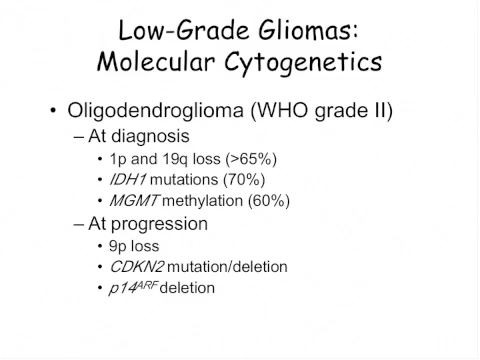 Low-Grade Gliomas:
Molecular Cytogenetics
• Oligodendroglioma (WHO grade II)
– At diagnosis
• 1p and 19q loss (>65%)
• IDH1 mutations (70%)
• MGMT methylation (60%)
– At progression
• 9p loss
• CDKN2 mutation/deletion
• p14ARF deletion